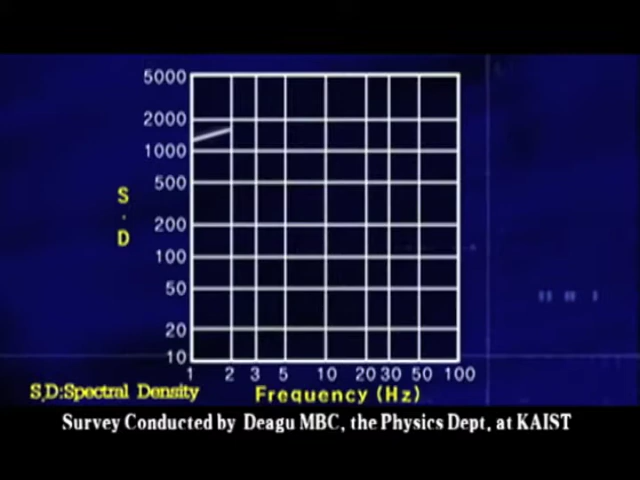 5000
2000
1000
500
200
100
50
20
10
S.D
1 2 3 5 10 20 30 50 100
Frequency (Hz)
S,D:Spectral Density
Survey Conducted by Deagu MBC, the Physics Dept, at KAIST